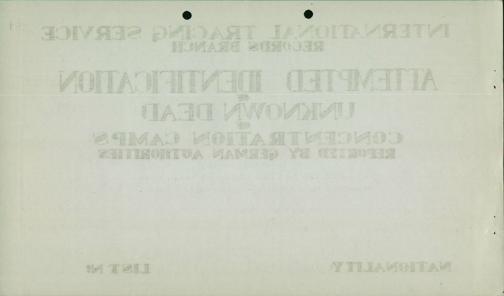 INTERNATIONAL TRACING SERVICE
RECORDS BRANCH
ATTEMPTED IDENTIFICATION
OF
UNKNOWN DEAD
OF
CONCENTRATION CAMPS
REPORTED BY GERMAN AUTHORITIES
NATIONALITY
LIST Nº